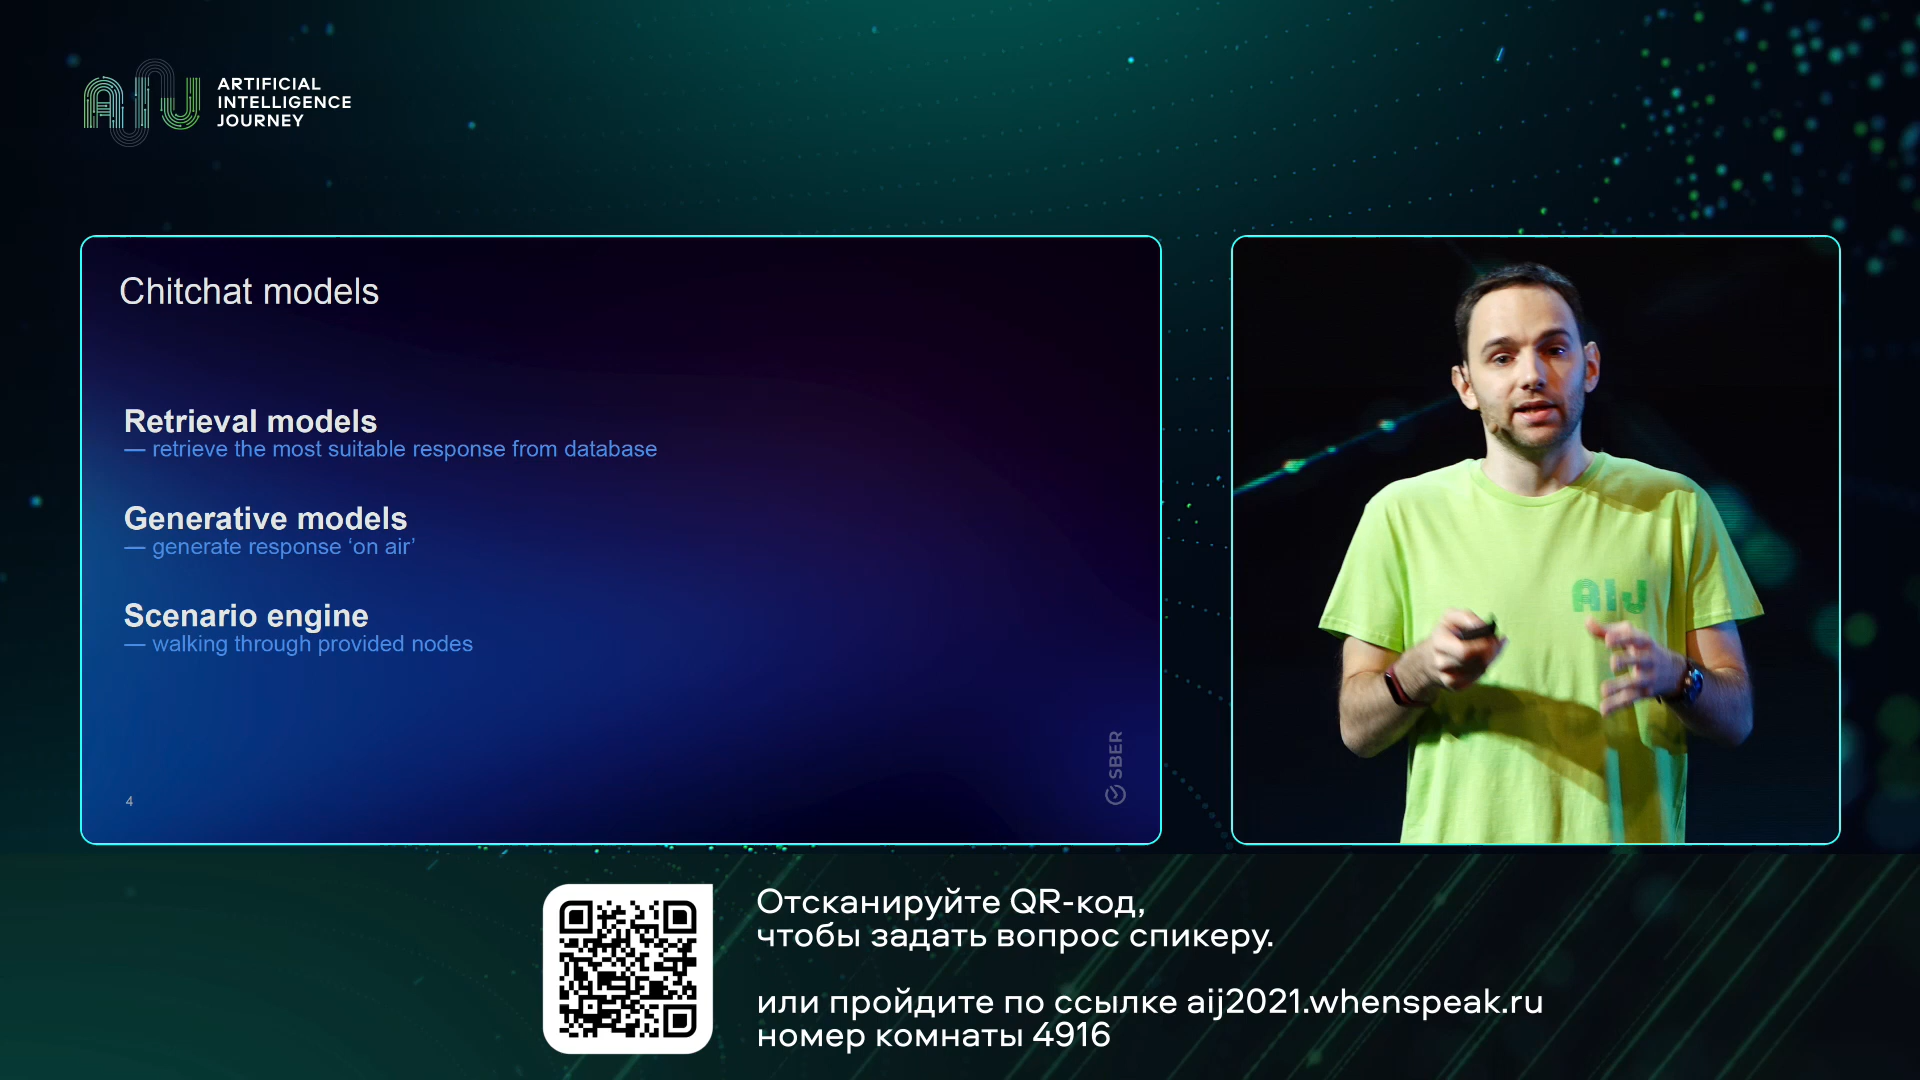 ARTIFICIAL
INTELLIGENCE
JOURNEY
Chitchat models
Retrieval models
— retrieve the most suitable response from database
Generative models
— generate response ‘on air’
Scenario engine
— walking through provided nodes
4
SBER
AIJ
Отсканируйте QR-код,
чтобы задать вопрос спикеру.
или пройдите по ссылке aij2021.whenspeak.ru
номер комнаты 4916